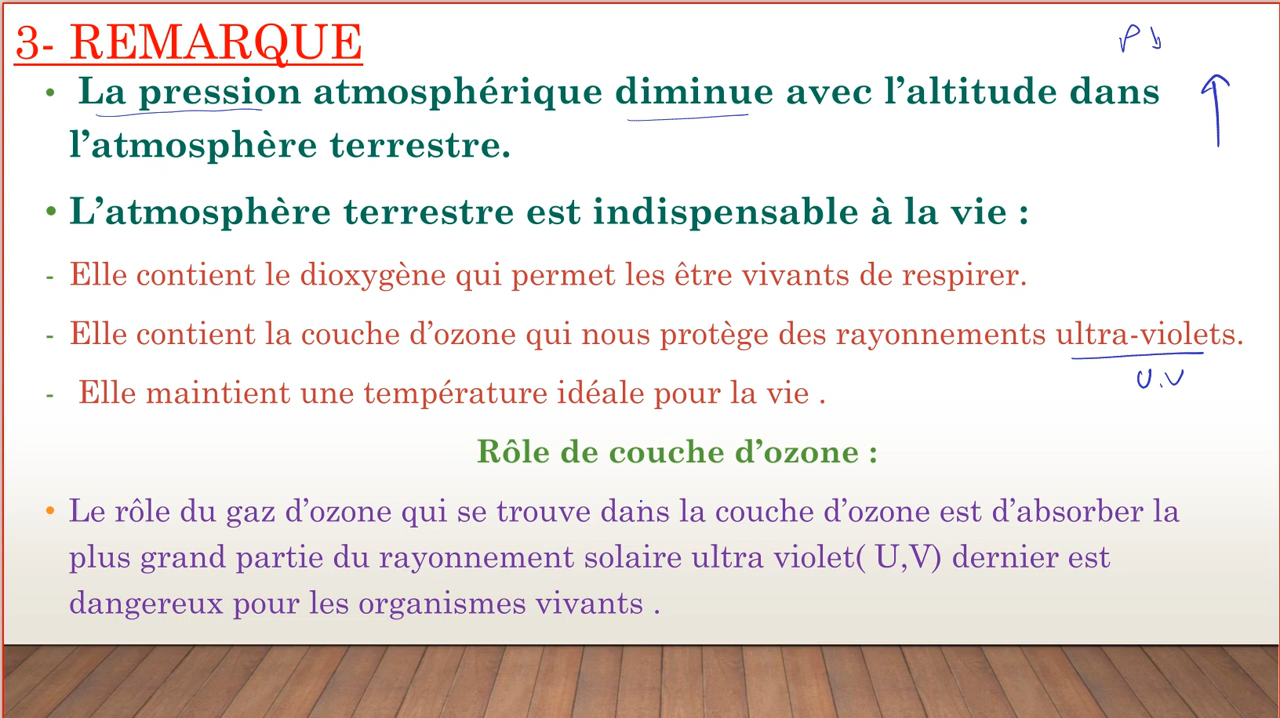 3- REMARQUE
P
• La pression atmosphérique diminue avec l’altitude dans
l’atmosphère terrestre.
• L’atmosphère terrestre est indispensable à la vie :
- Elle contient le dioxygène qui permet les être vivants de respirer.
- Elle contient la couche d’ozone qui nous protège des rayonnements ultra-violets.
U.V
- Elle maintient une température idéale pour la vie .
Rôle de couche d’ozone :
• Le rôle du gaz d’ozone qui se trouve dans la couche d’ozone est d’absorber la
plus grand partie du rayonnement solaire ultra violet( U,V) dernier est
dangereux pour les organismes vivants .